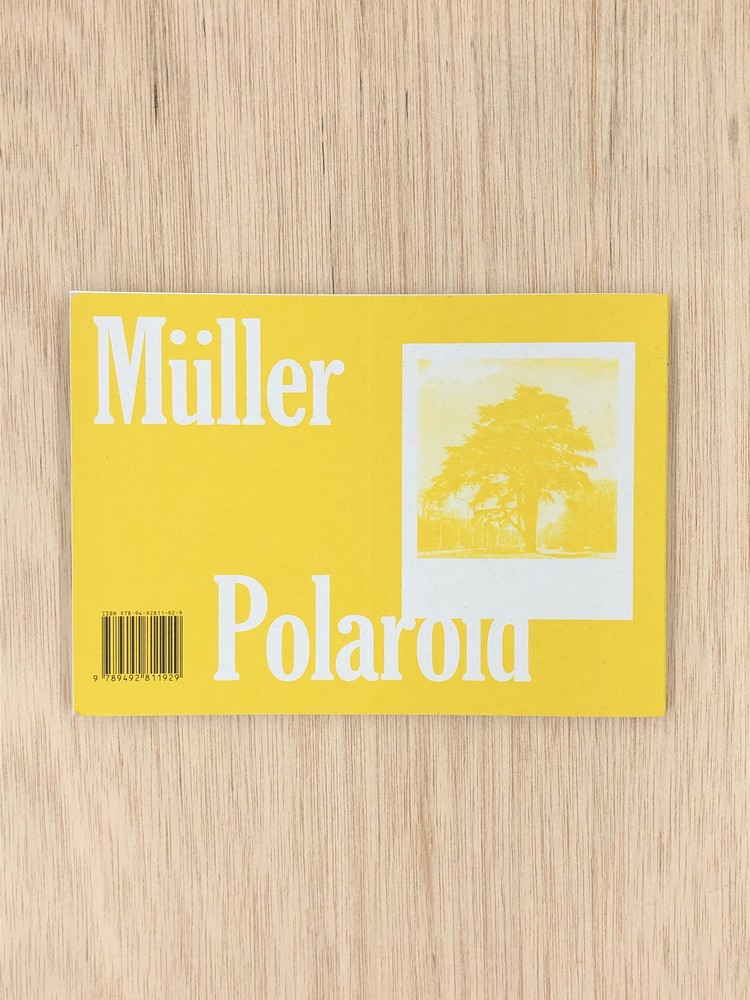 Müller
Polaroid
ISBN 978-94-92811-92-9
9 789492 811929